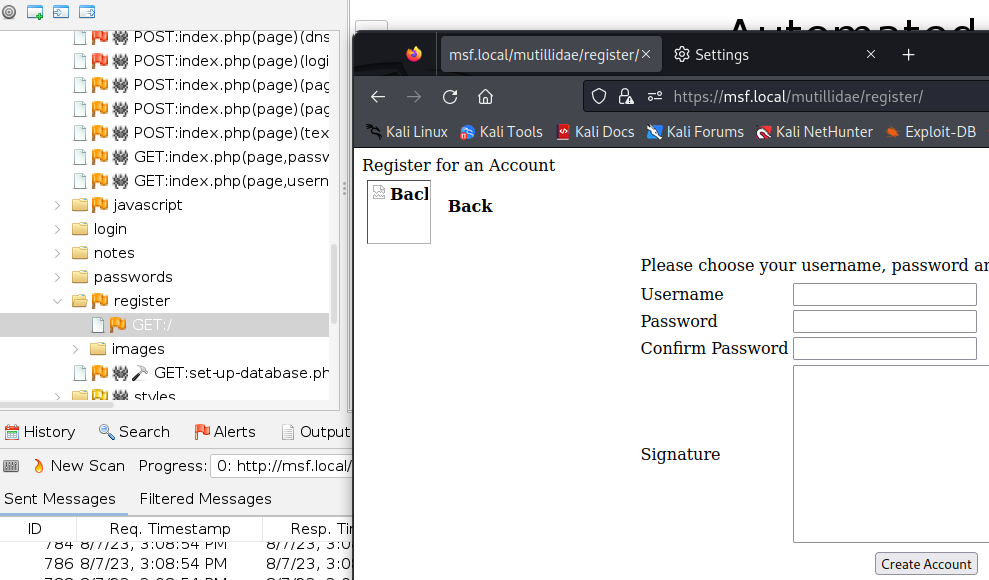 POST:index.php(page)(dns
POST:index.php(page)(logi
POST:index.php(page)(pag
POST:index.php(page)(pag
POST:index.php(page)(tex
GET:index.php(page,passw
GET:index.php(page,usern
javascript
login
notes
passwords
register
GET:/
images
GET:set-up-database.ph
styles
History Search Alerts Output
New Scan Progress: 0: http://msf.local/
Sent Messages Filtered Messages
ID Req. Timestamp Resp. Ti
784 8/7/23, 3:08:54 PM 8/7/23, 3:0
786 8/7/23, 3:08:54 PM 8/7/23, 3:0
Automated
msf.local/mutillidae/register/ Settings
https://msf.local/mutillidae/register/
Kali Linux Kali Tools Kali Docs Kali Forums Kali NetHunter Exploit-DB
Register for an Account
Back Back
Please choose your username, password an
Username
Password
Confirm Password
Signature
Create Account